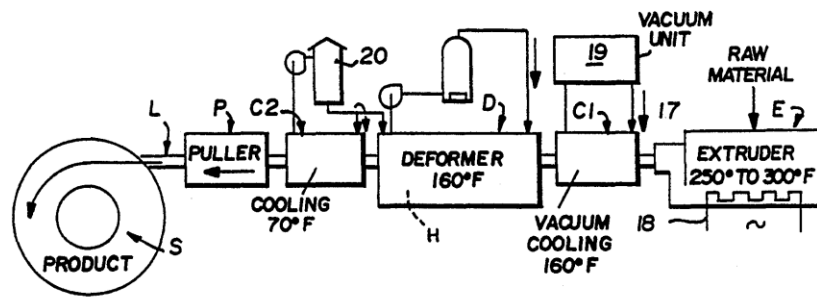 VACUUM
UNIT
19
20
RAW
MATERIAL
L
P
C2
D
C1
17
E
PULLER
DEFORMER
160°F
EXTRUDER
250° TO 300°F
COOLING
70°F
H
VACUUM
COOLING
160°F
18
~
S
PRODUCT